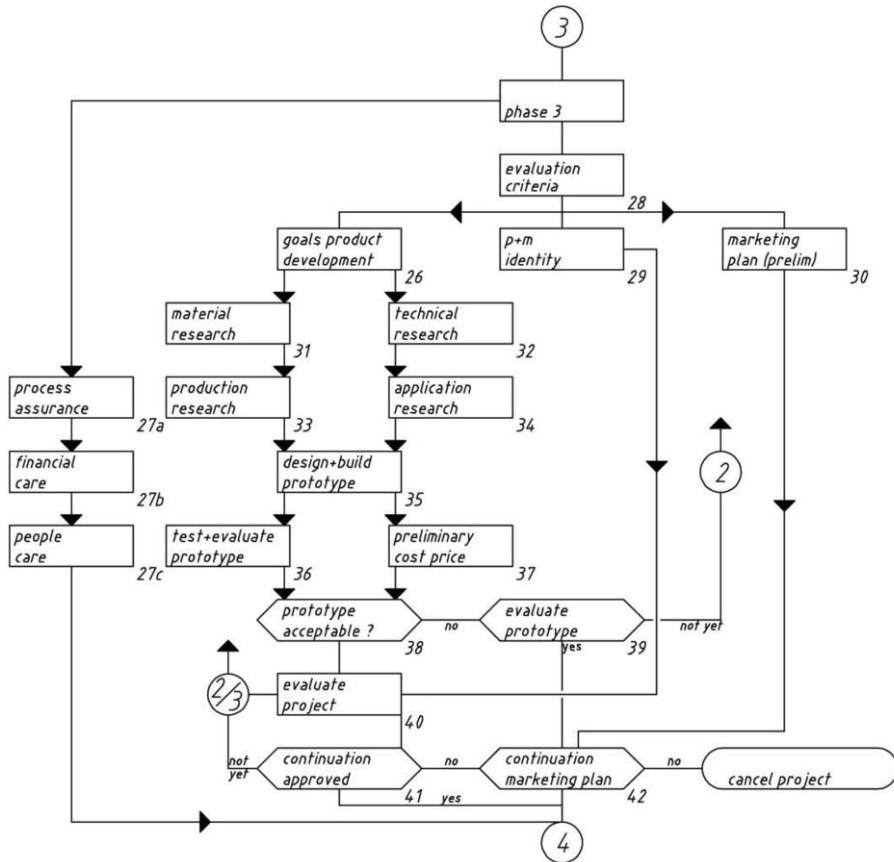 3
phase 3
evaluation
criteria
28
goals product
development
26
p+m
identity
29
marketing
plan (prelim)
30
material
research
31
technical
research
32
process
assurance
27a
production
research
33
application
research
34
financial
care
27b
design+build
prototype
35
2
people
care
27c
test+evaluate
prototype
36
preliminary
cost price
37
prototype
acceptable ?
38
no
evaluate
prototype
39
yes
not yet
2/3
evaluate
project
40
not
yet
continuation
approved
41
no
yes
continuation
marketing plan
42
no
cancel project
4